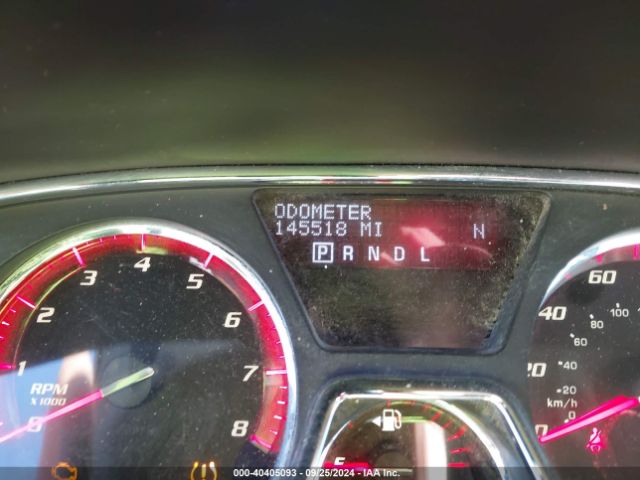 ODOMETER
145518 MI N
P R N D L
1 2 3 4 5 6 7 8
RPM
X 1000
40 60
80 100
60
40
20
km/h
0
000-40405093 - 09/25/2024 - IAA Inc.